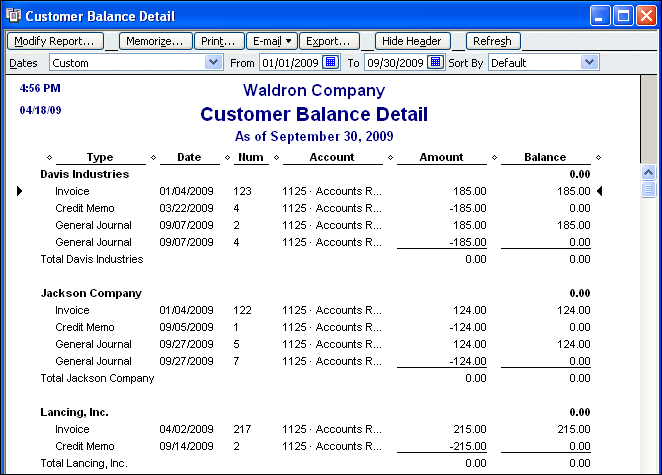 Customer Balance Detail
Modify Report... Memorize... Print... E-mail Export... Hide Header Refresh
Dates Custom From 01/01/2009 To 09/30/2009 Sort By Default
4:56 PM Waldron Company
04/18/09 Customer Balance Detail
As of September 30, 2009
Type Date Num Account Amount Balance
Davis Industries 0.00
Invoice 01/04/2009 123 1125 · Accounts R... 185.00 185.00
Credit Memo 03/22/2009 4 1125 · Accounts R... -185.00 0.00
General Journal 09/07/2009 2 1125 · Accounts R... 185.00 185.00
General Journal 09/07/2009 4 1125 · Accounts R... -185.00 0.00
Total Davis Industries 0.00 0.00
Jackson Company 0.00
Invoice 01/04/2009 122 1125 · Accounts R... 124.00 124.00
Credit Memo 09/05/2009 1 1125 · Accounts R... -124.00 0.00
General Journal 09/27/2009 5 1125 · Accounts R... 124.00 124.00
General Journal 09/27/2009 7 1125 · Accounts R... -124.00 0.00
Total Jackson Company 0.00 0.00
Lancing, Inc. 0.00
Invoice 04/02/2009 217 1125 · Accounts R... 215.00 215.00
Credit Memo 09/14/2009 2 1125 · Accounts R... -215.00 0.00
Total Lancing, Inc. 0.00 0.00